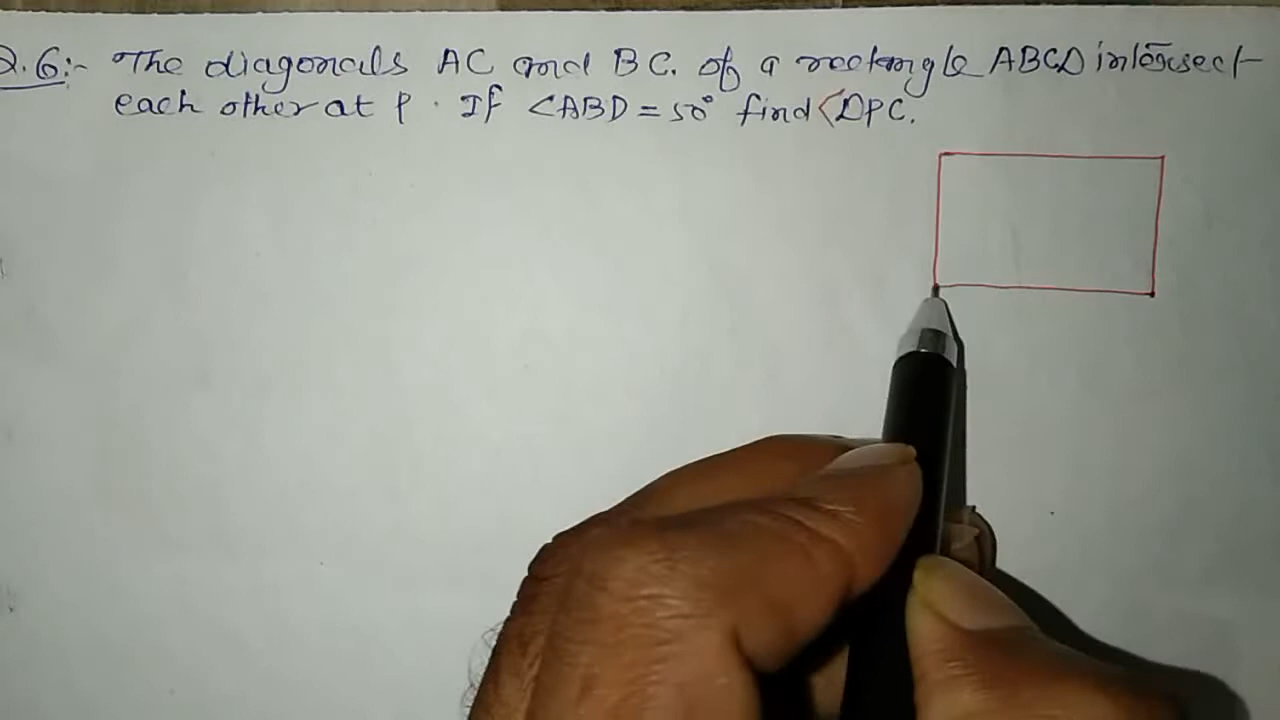 Q.6:- The diagonals AC and BC. of a rectangle ABCD intersect
each other at P. If <ABD = 50° find <DPC.